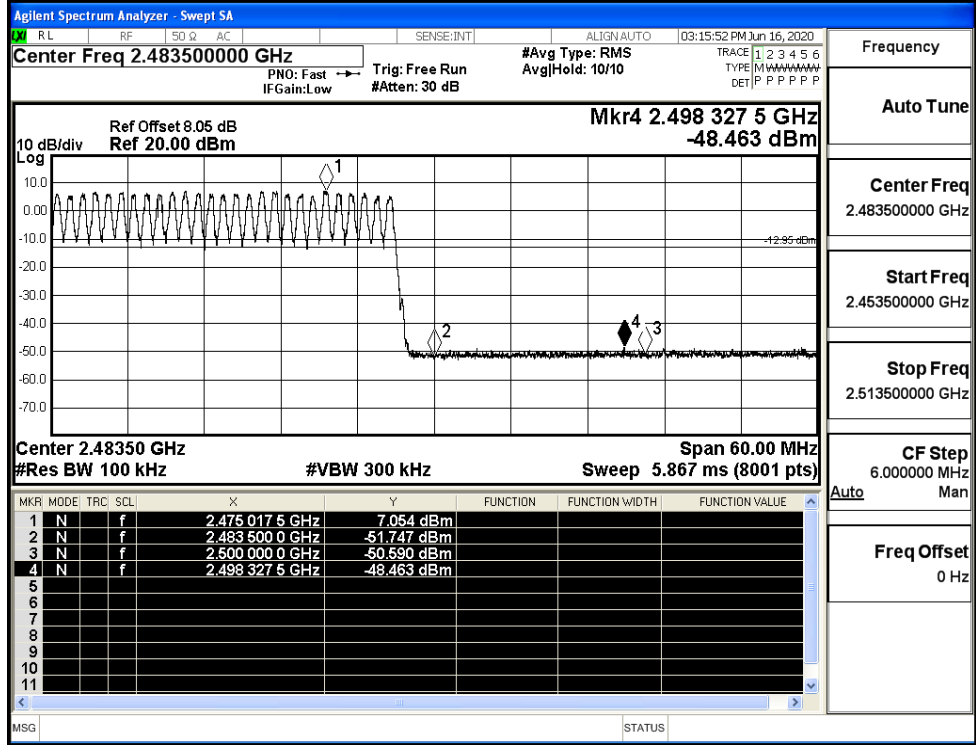 Agilent Spectrum Analyzer - Swept SA
LXI RL RF 50 Ω AC SENSE:INT ALIGN AUTO 03:15:52 PM Jun 16, 2020
Center Freq 2.483500000 GHz
PNO: Fast
IFGain:Low
Trig: Free Run
#Atten: 30 dB
#Avg Type: RMS
Avg|Hold: 10/10
TRACE 1 2 3 4 5 6
TYPE M WWWWW
DET P P P P P P
Ref Offset 8.05 dB
10 dB/div Ref 20.00 dBm
Log
Mkr4 2.498 327 5 GHz
-48.463 dBm
1
10.0
0.00
-10.0
-12.95 dBm
-20.0
-30.0
-40.0
2 4 3
-50.0
-60.0
-70.0
Center 2.48350 GHz Span 60.00 MHz
#Res BW 100 kHz #VBW 300 kHz Sweep 5.867 ms (8001 pts)
MKR MODE TRC SCL X Y FUNCTION FUNCTION WIDTH FUNCTION VALUE
1 N f 2.475 017 5 GHz 7.054 dBm
2 N f 2.483 500 0 GHz -51.747 dBm
3 N f 2.500 000 0 GHz -50.590 dBm
4 N f 2.498 327 5 GHz -48.463 dBm
5
6
7
8
9
10
11
MSG STATUS
Frequency
Auto Tune
Center Freq
2.483500000 GHz
Start Freq
2.453500000 GHz
Stop Freq
2.513500000 GHz
CF Step
6.000000 MHz
Auto Man
Freq Offset
0 Hz